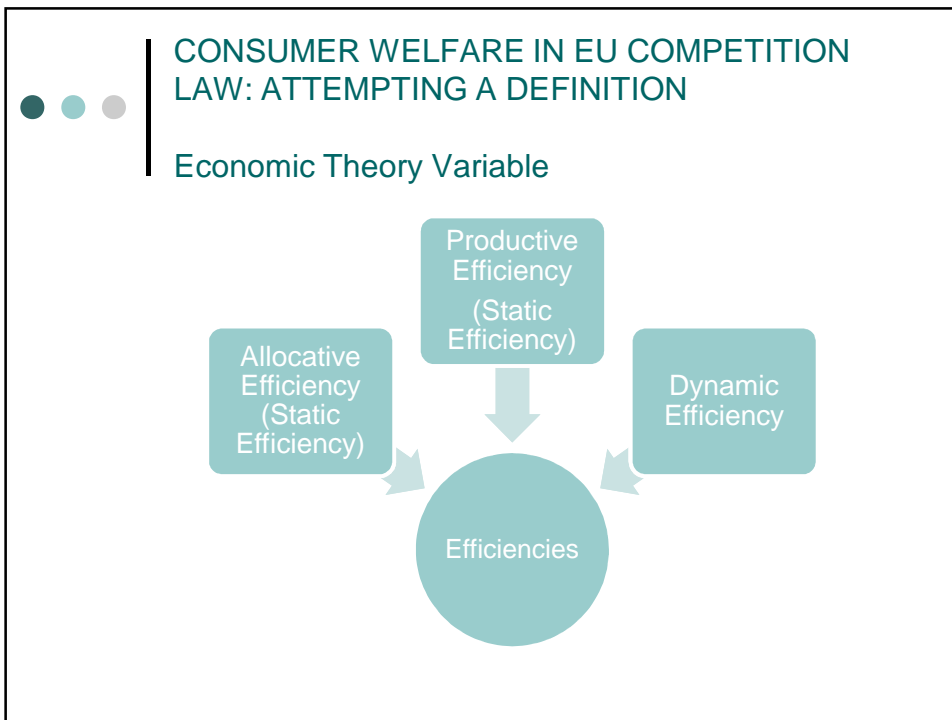 CONSUMER WELFARE IN EU COMPETITION
LAW: ATTEMPTING A DEFINITION
Economic Theory Variable
Productive
Efficiency
(Static
Efficiency)
Allocative
Efficiency
(Static
Efficiency)
Dynamic
Efficiency
Efficiencies